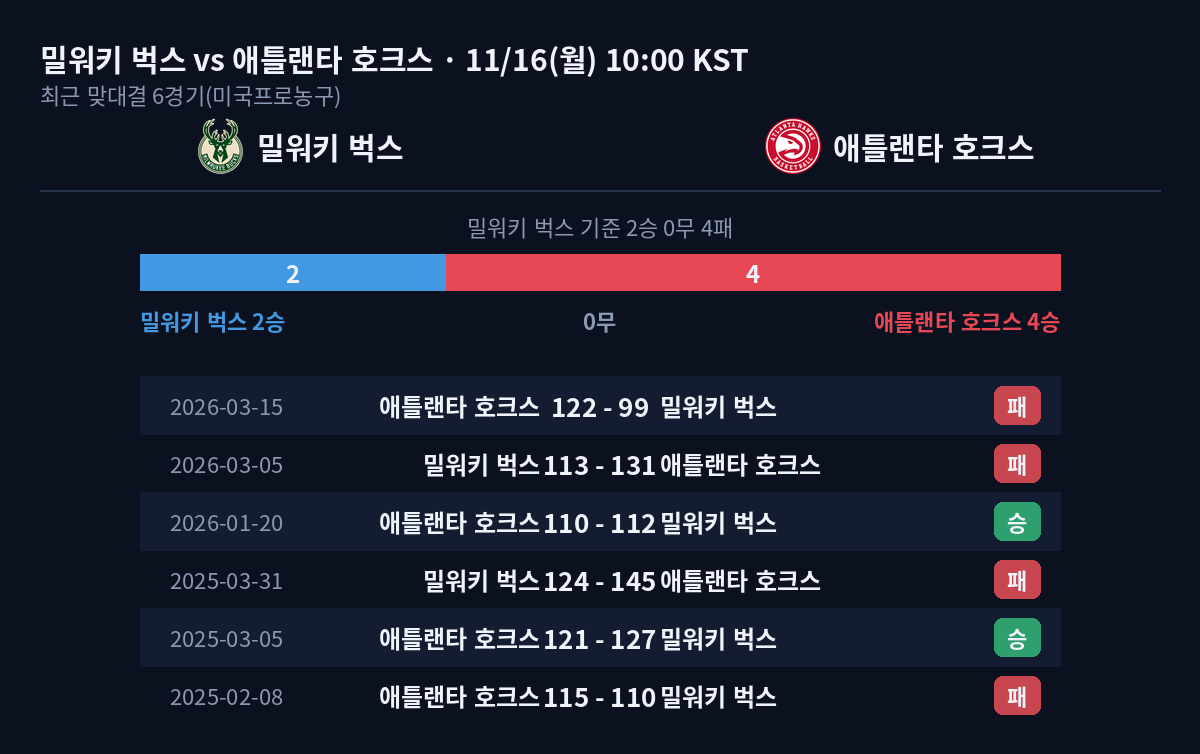 밀워키 벅스 vs 애틀랜타 호크스 · 11/16(월) 10:00 KST
최근 맞대결 6경기(미국프로농구)
밀워키 벅스 애틀랜타 호크스
ATLANTA HAWKS
BASKETBALL
MILWAUKEE BUCKS
밀워키 벅스 기준 2승 0무 4패
2 4
밀워키 벅스 2승 0무 애틀랜타 호크스 4승
2026-03-15 애틀랜타 호크스 122 - 99 밀워키 벅스 패
2026-03-05 밀워키 벅스 113 - 131 애틀랜타 호크스 패
2026-01-20 애틀랜타 호크스 110 - 112 밀워키 벅스 승
2025-03-31 밀워키 벅스 124 - 145 애틀랜타 호크스 패
2025-03-05 애틀랜타 호크스 121 - 127 밀워키 벅스 승
2025-02-08 애틀랜타 호크스 115 - 110 밀워키 벅스 패